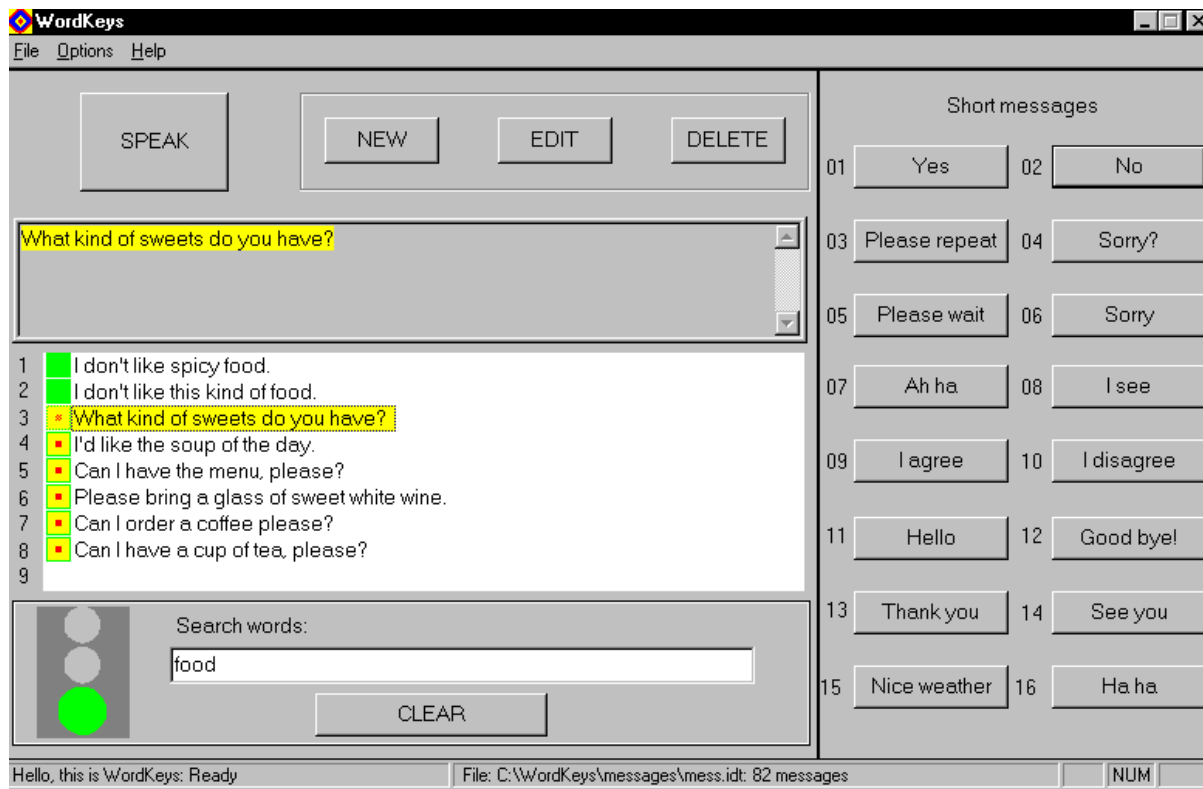 WordKeys
File Options Help
SPEAK
NEW EDIT DELETE
What kind of sweets do you have?
1 I don't like spicy food.
2 I don't like this kind of food.
3 What kind of sweets do you have?
4 I'd like the soup of the day.
5 Can I have the menu, please?
6 Please bring a glass of sweet white wine.
7 Can I order a coffee please?
8 Can I have a cup of tea, please?
9
Search words:
food
CLEAR
Short messages
01 Yes 02 No
03 Please repeat 04 Sorry?
05 Please wait 06 Sorry
07 Ah ha 08 I see
09 I agree 10 I disagree
11 Hello 12 Good bye!
13 Thank you 14 See you
15 Nice weather 16 Ha ha
Hello, this is WordKeys: Ready File: C:\WordKeys\messages\mess.idt: 82 messages NUM